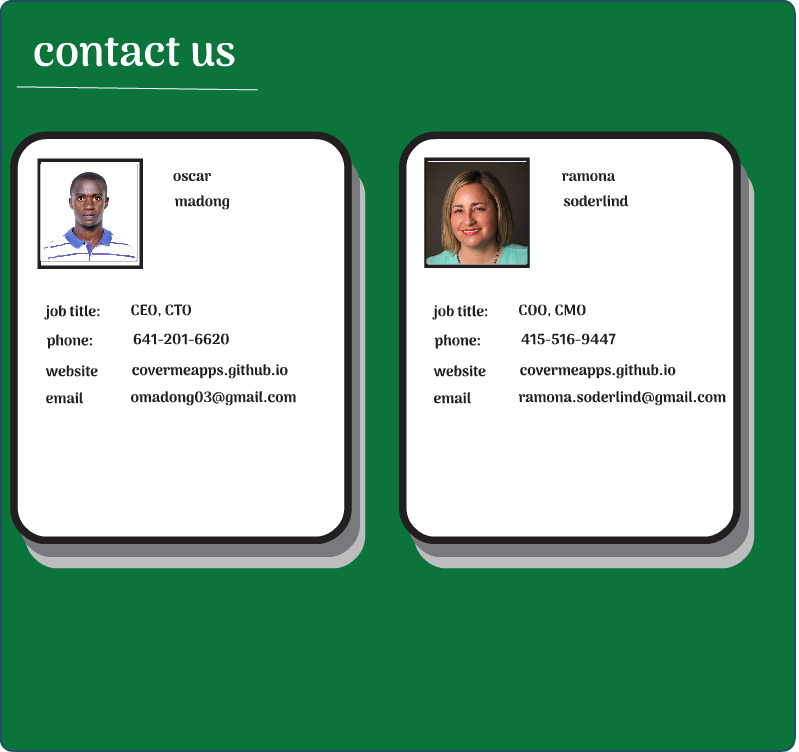 contact us
oscar
madong
job title: CEO, CTO
phone: 641-201-6620
website covermeapps.github.io
email omadong03@gmail.com
ramona
soderlind
job title: COO, CMO
phone: 415-516-9447
website covermeapps.github.io
email ramona.soderlind@gmail.com